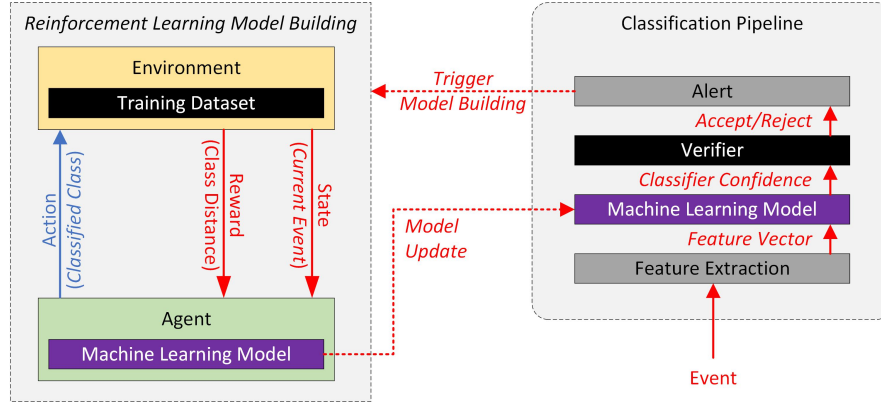 Reinforcement Learning Model Building
Environment
Training Dataset
Action
(Classified Class)
Reward
(Class Distance)
State
(Current Event)
Agent
Machine Learning Model
Trigger
Model Building
Model
Update
Classification Pipeline
Alert
Accept/Reject
Verifier
Classifier Confidence
Machine Learning Model
Feature Vector
Feature Extraction
Event